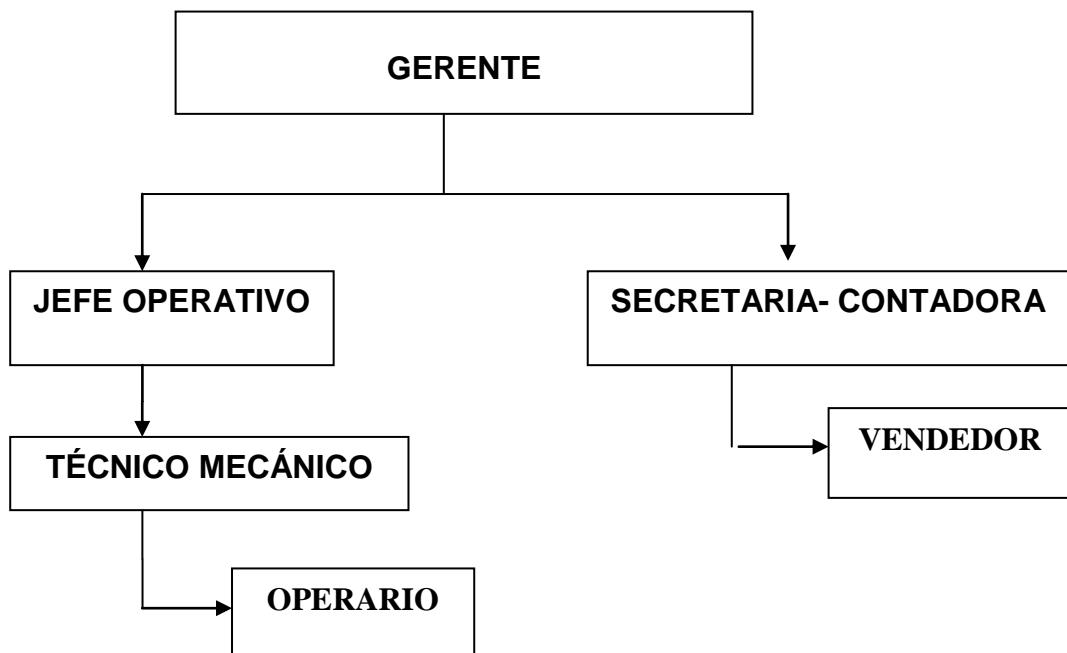 GERENTE
JEFE OPERATIVO
SECRETARIA- CONTADORA
VENDEDOR
TÉCNICO MECÁNICO
OPERARIO